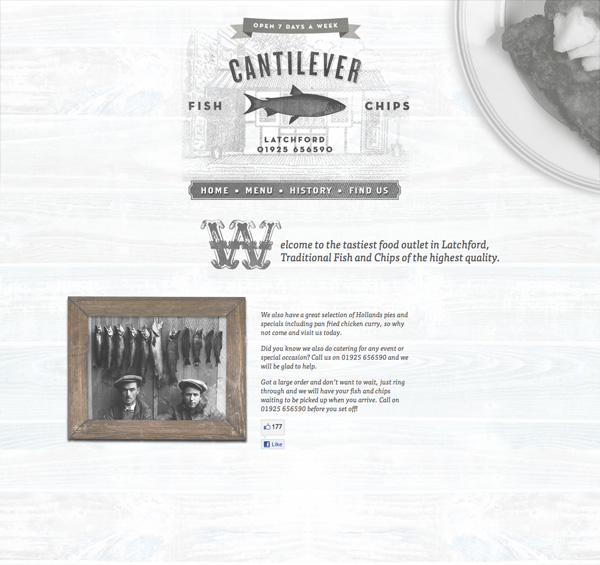 OPEN 7 DAYS A WEEK
CANTILEVER
FISH CHIPS
LATCHFORD
01925 656590
HOME • MENU • HISTORY • FIND US
Welcome to the tastiest food outlet in Latchford,
Traditional Fish and Chips of the highest quality.
We also have a great selection of Hollands pies and
specials including pan fried chicken curry, so why
not come and visit us today.
Did you know we also do catering for any event or
special occasion? Call us on 01925 656590 and we
will be glad to help.
Got a large order and don't want to wait, just ring
through and we will have your fish and chips
waiting to be picked up when you arrive. Call on
01925 656590 before you set off!
177
Like